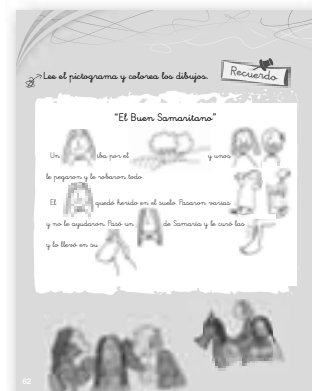 Lee el pictograma y colorea los dibujos.
Recuerdo
"El Buen Samaritano"
Un iba por el y unos
le pegaron y le robaron todo.
El quedó herido en el suelo. Pasaron varias
y no le ayudaron. Pasó un de Samaria y le curó las
y lo llevó en su
62